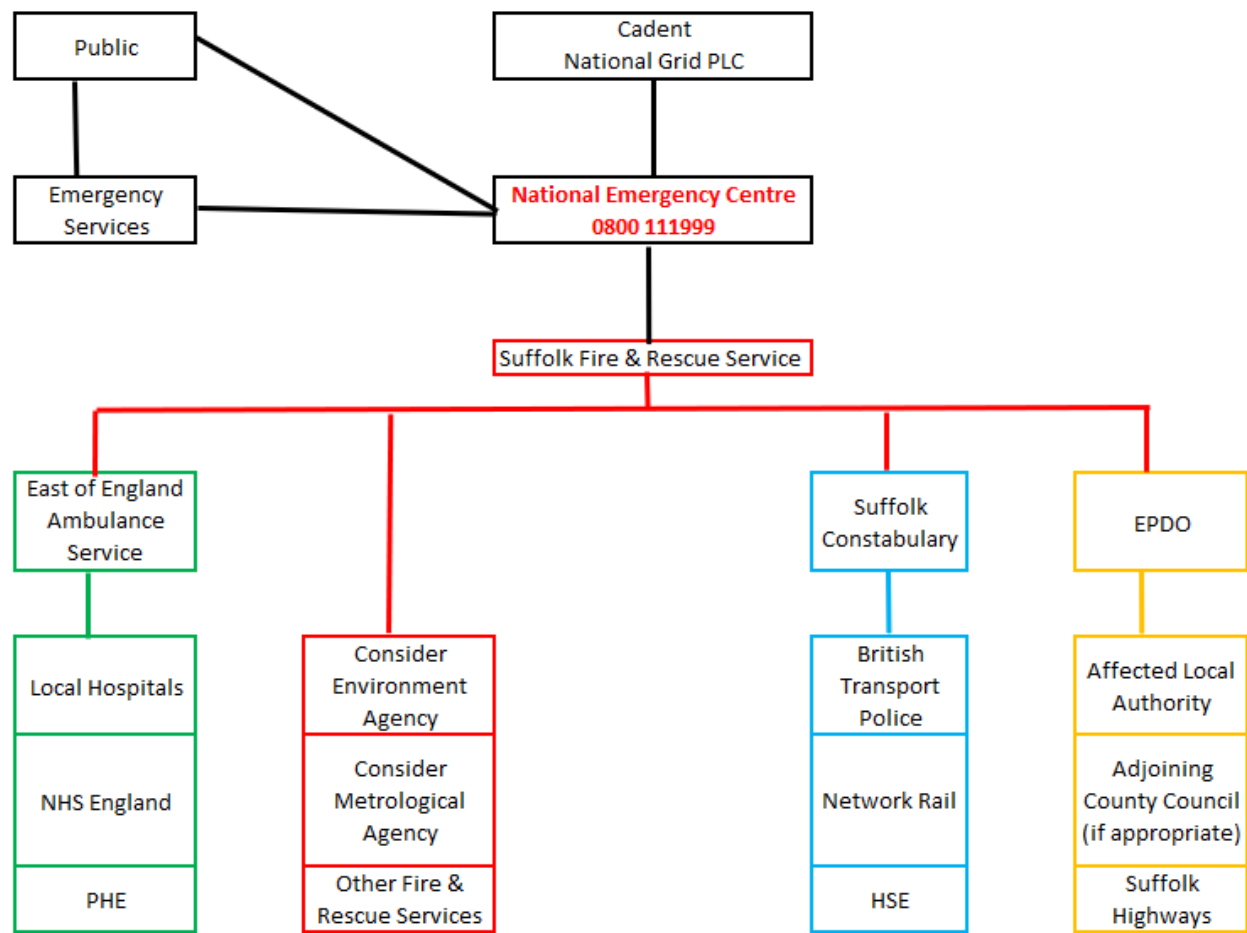 Public
Cadent
National Grid PLC
Emergency
Services
National Emergency Centre
0800 111999
Suffolk Fire & Rescue Service
East of England
Ambulance
Service
Suffolk
Constabulary
EPDO
Local Hospitals
Consider
Environment
Agency
British
Transport
Police
Affected Local
Authority
NHS England
Consider
Metrological
Agency
Network Rail
Adjoining
County Council
(if appropriate)
PHE
Other Fire &
Rescue Services
HSE
Suffolk
Highways